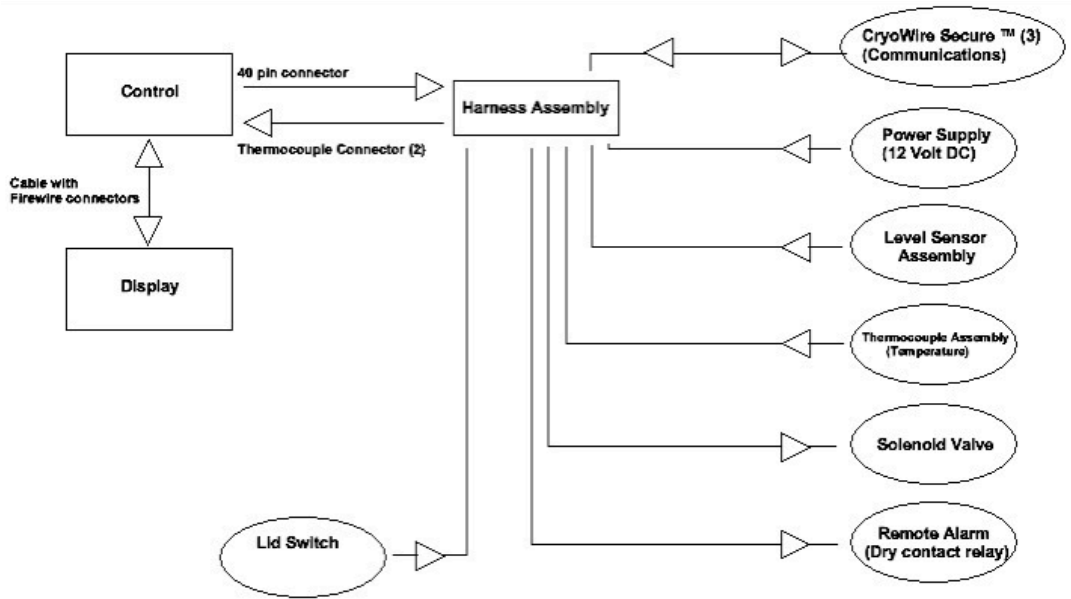 CryoWire Secure ™ (3)
(Communications)
40 pin connector
Control
Harness Assembly
Power Supply
(12 Volt DC)
Thermocouple Connector (2)
Cable with
Firewire connectors
Level Sensor
Assembly
Display
Thermocouple Assembly
(Temperature)
Solenoid Valve
Lid Switch
Remote Alarm
(Dry contact relay)